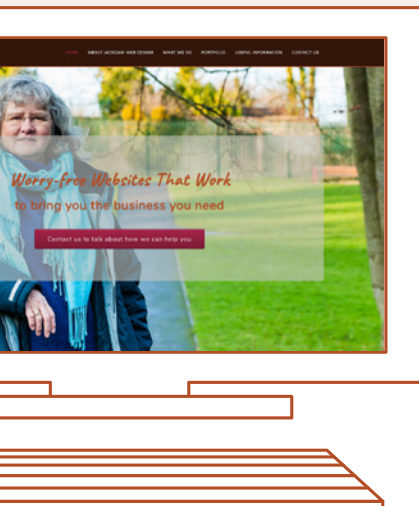 HOME ABOUT JACKDAW WEB DESIGN WHAT WE DO PORTFOLIO USEFUL INFORMATION CONTACT US
Worry-free Websites That Work
to bring you the business you need
Contact us to talk about how we can help you